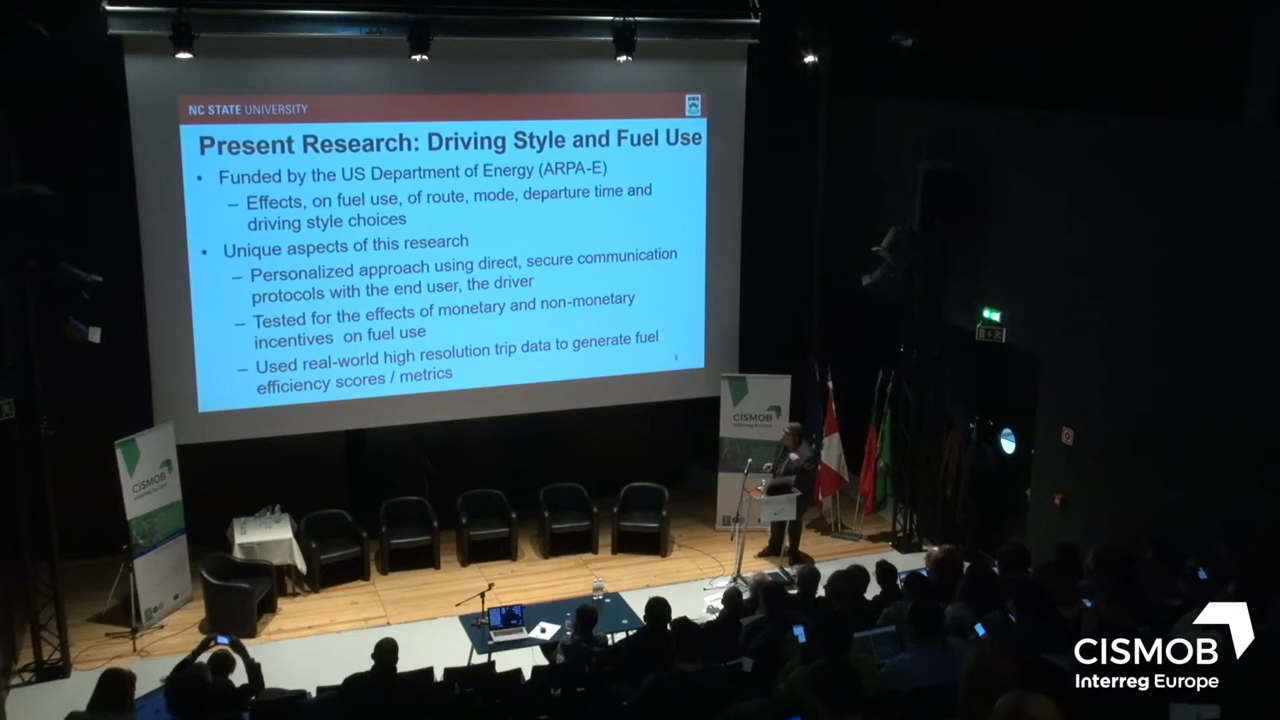 NC STATE UNIVERSITY
Present Research: Driving Style and Fuel Use
• Funded by the US Department of Energy (ARPA-E)
– Effects, on fuel use, of route, mode, departure time and
driving style choices
• Unique aspects of this research
– Personalized approach using direct, secure communication
protocols with the end user, the driver
– Tested for the effects of monetary and non-monetary
incentives on fuel use
– Used real-world high resolution trip data to generate fuel
efficiency scores / metrics
CISMOB
Interreg Europe
CISMOB
Interreg Europe
CISMOB
Interreg Europe